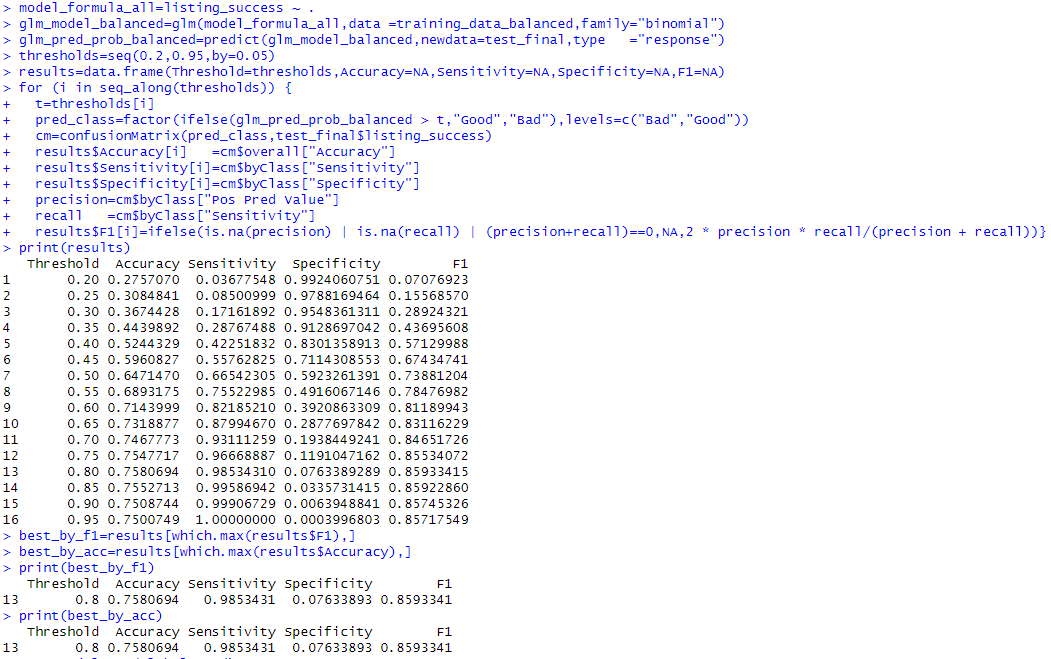 > model_formula_all=listing_success ~ .
> glm_model_balanced=glm(model_formula_all,data =training_data_balanced,family="binomial")
> glm_pred_prob_balanced=predict(glm_model_balanced,newdata=test_final,type   ="response")
> thresholds=seq(0.2,0.95,by=0.05)
> results=data.frame(Threshold=thresholds,Accuracy=NA,Sensitivity=NA,Specificity=NA,F1=NA)
> for (i in seq_along(thresholds)) {
+   t=thresholds[i]
+   pred_class=factor(ifelse(glm_pred_prob_balanced > t,"Good","Bad"),levels=c("Bad","Good"))
+   cm=confusionMatrix(pred_class,test_final$listing_success)
+   results$Accuracy[i]   =cm$overall["Accuracy"]
+   results$Sensitivity[i]=cm$byClass["Sensitivity"]
+   results$Specificity[i]=cm$byClass["Specificity"]
+   precision=cm$byClass["Pos Pred Value"]
+   recall   =cm$byClass["Sensitivity"]
+   results$F1[i]=ifelse(is.na(precision) | is.na(recall) | (precision+recall)==0,NA,2 * precision * recall/(precision + recall))}
> print(results)
   Threshold  Accuracy Sensitivity  Specificity         F1
1       0.20 0.2757070  0.03677548 0.9924060751 0.07076923
2       0.25 0.3084841  0.08500999 0.9788169464 0.15568570
3       0.30 0.3674428  0.17161892 0.9548361311 0.28924321
4       0.35 0.4439892  0.28767488 0.9128697042 0.43695608
5       0.40 0.5244329  0.42251832 0.8301358913 0.57129988
6       0.45 0.5960827  0.55762825 0.7114308553 0.67434741
7       0.50 0.6471470  0.66542305 0.5923261391 0.73881204
8       0.55 0.6893175  0.75522985 0.4916067146 0.78476982
9       0.60 0.7143999  0.82185210 0.3920863309 0.81189943
10      0.65 0.7318877  0.87994670 0.2877697842 0.83116229
11      0.70 0.7467773  0.93111259 0.1938449241 0.84651726
12      0.75 0.7547717  0.96668887 0.1191047162 0.85534072
13      0.80 0.7580694  0.98534310 0.0763389289 0.85933415
14      0.85 0.7552713  0.99586942 0.0335731415 0.85922860
15      0.90 0.7508744  0.99906729 0.0063948841 0.85745326
16      0.95 0.7500749  1.00000000 0.0003996803 0.85717549
> best_by_f1=results[which.max(results$F1),]
> best_by_acc=results[which.max(results$Accuracy),]
> print(best_by_f1)
   Threshold  Accuracy Sensitivity Specificity        F1
13       0.8 0.7580694   0.9853431  0.07633893 0.8593341
> print(best_by_acc)
   Threshold  Accuracy Sensitivity Specificity        F1
13       0.8 0.7580694   0.9853431  0.07633893 0.8593341